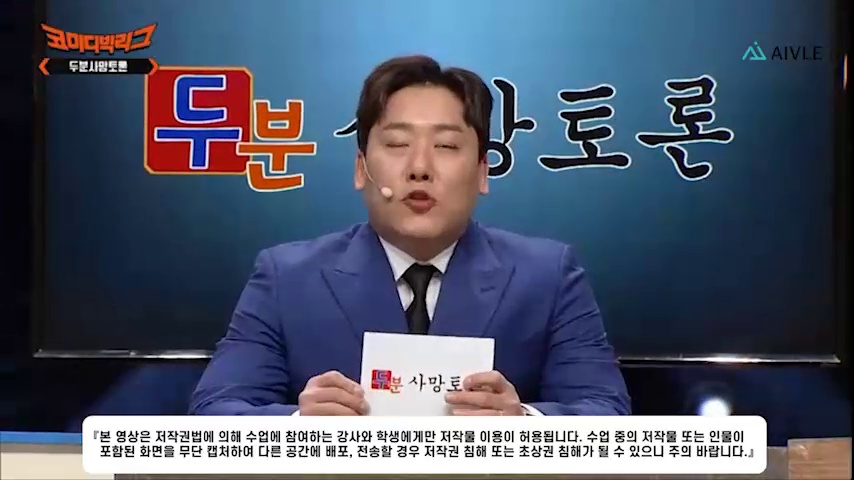 코미디빅리그
두분사망토론
AIVLE
두분 사망토론
두분 사망토
『본 영상은 저작권법에 의해 수업에 참여하는 강사와 학생에게만 저작물 이용이 허용됩니다. 수업 중의 저작물 또는 인물이
포함된 화면을 무단 캡처하여 다른 공간에 배포, 전송할 경우 저작권 침해 또는 초상권 침해가 될 수 있으니 주의 바랍니다.』